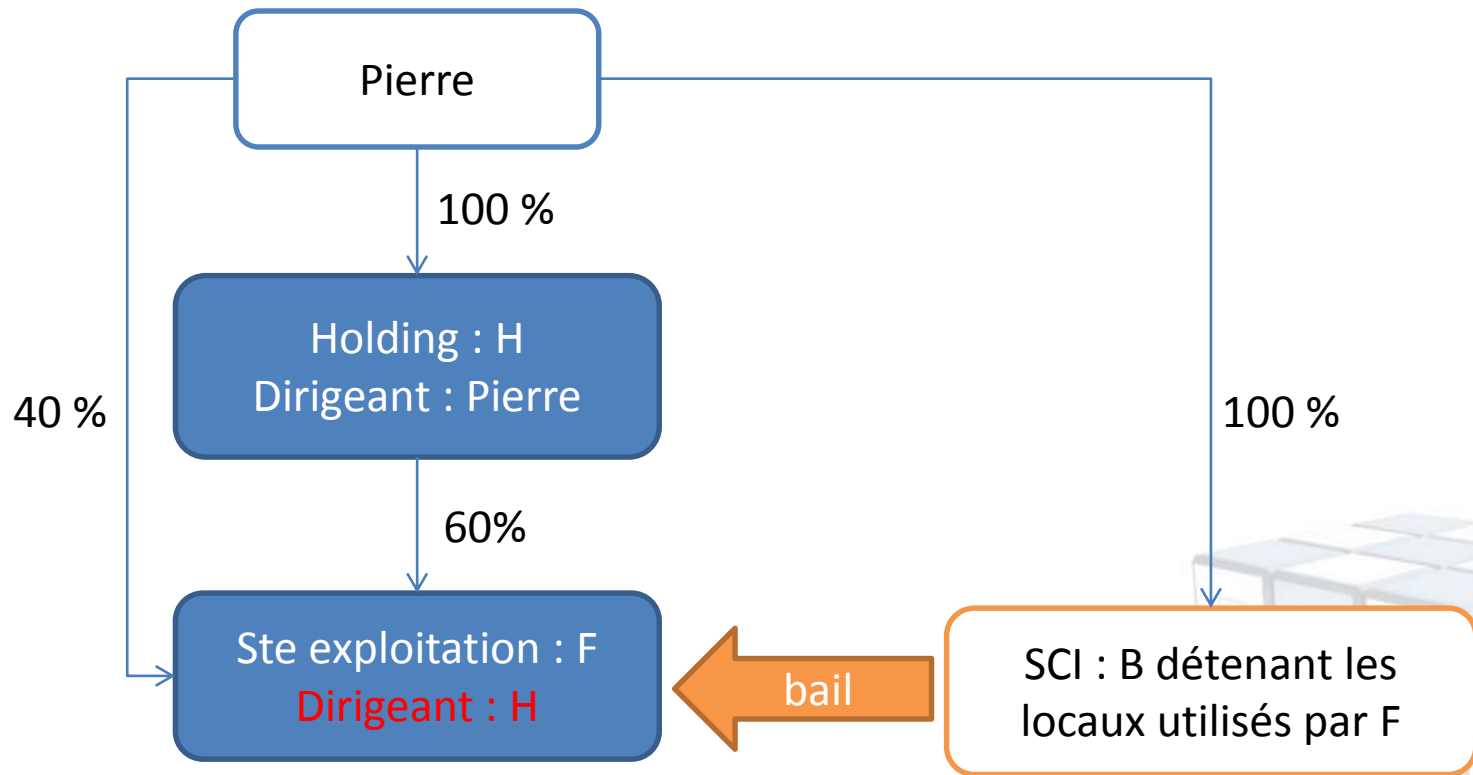 Pierre
100 %
Holding : H
Dirigeant : Pierre
40 %
100 %
60%
Ste exploitation : F
Dirigeant : H
bail
SCI : B détenant les
locaux utilisés par F